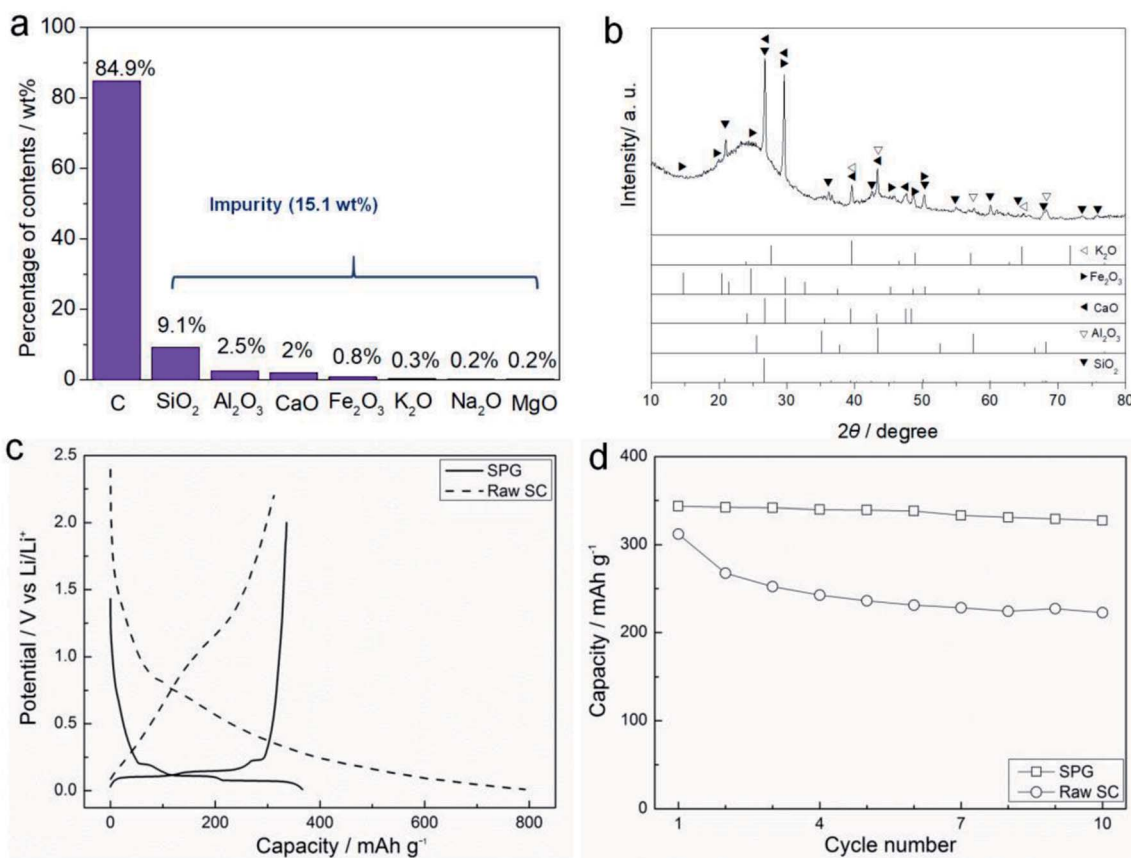 a
Percentage of contents / wt%
100
80
60
40
20
0
84.9%
Impurity (15.1 wt%)
9.1%
2.5%
2%
0.8%
0.3%
0.2%
0.2%
C SiO₂ Al₂O₃ CaO Fe₂O₃ K₂O Na₂O MgO
b
Intensity/ a. u.
K₂O
Fe₂O₃
CaO
Al₂O₃
SiO₂
10 20 30 40 50 60 70 80
2θ / degree
c
Potential / V vs Li/Li⁺
2.5
2.0
1.5
1.0
0.5
0.0
SPG
Raw SC
0 200 400 600 800
Capacity / mAh g⁻¹
d
Capacity / mAh g⁻¹
400
300
200
100
0
SPG
Raw SC
1 4 7 10
Cycle number